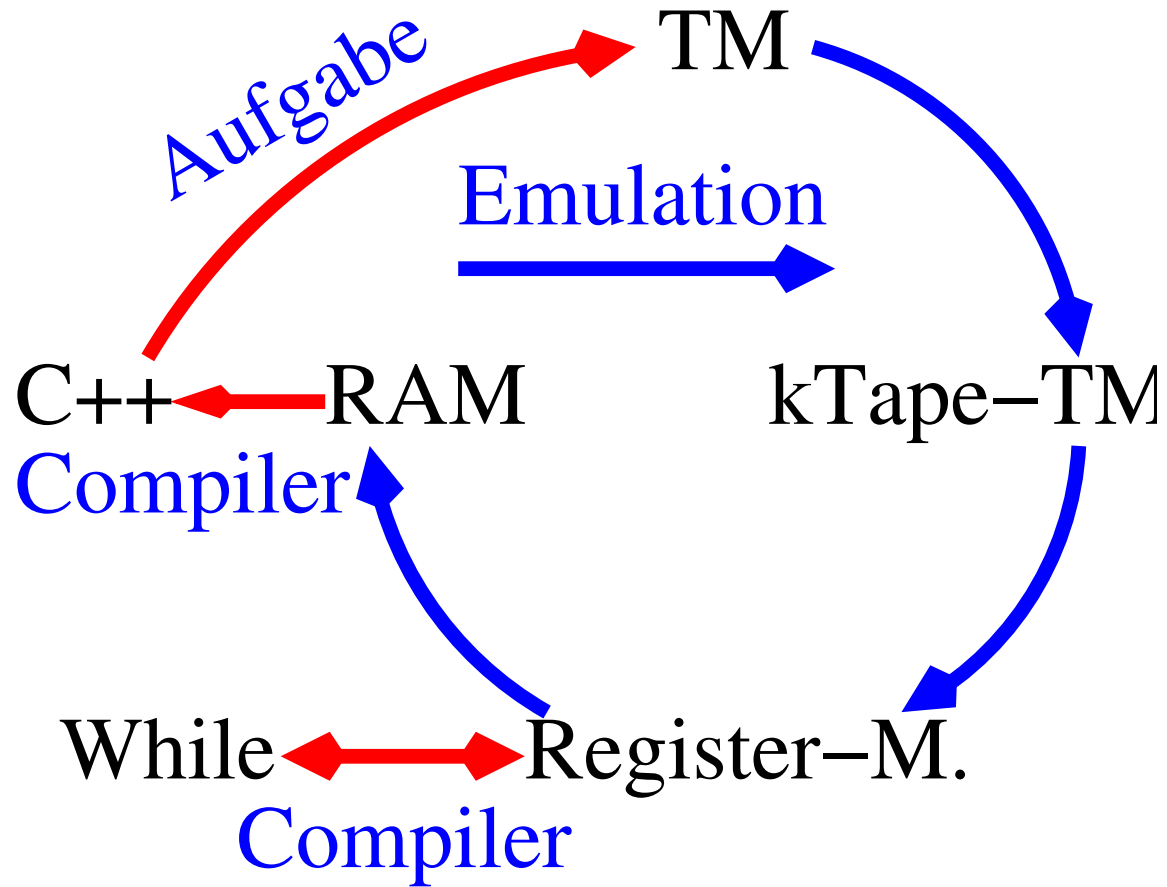 TM
Aufgabe
Emulation
C++
RAM
kTape−TM
Compiler
While
Register−M.
Compiler